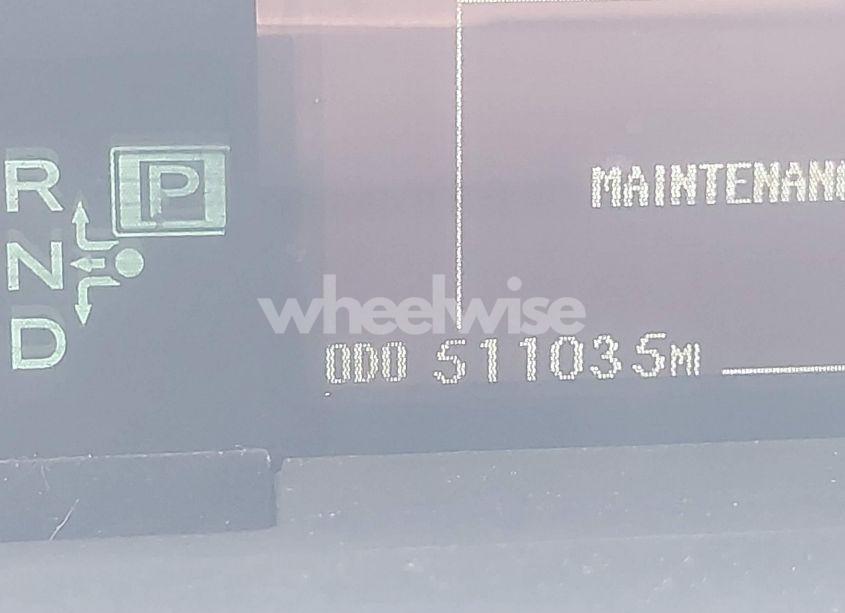 R P
MAINTENAN
N
wheelwise
D
ODO 511035MI